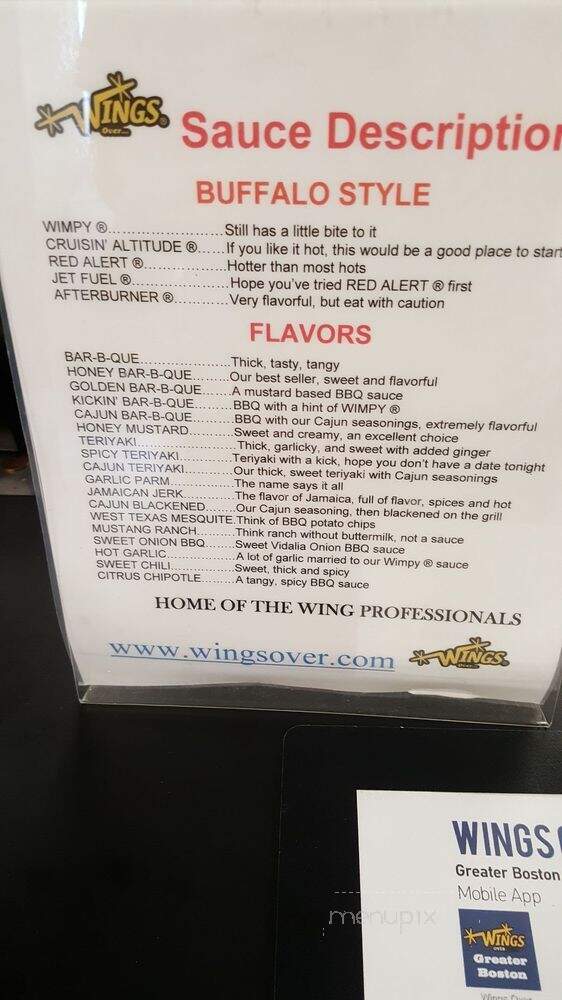 WINGS®
Over...
Sauce Descriptio
BUFFALO STYLE
WIMPY ®.......................Still has a little bite to it
CRUISIN' ALTITUDE ®......If you like it hot, this would be a good place to start
RED ALERT ®.................Hotter than most hots
JET FUEL ®...................Hope you've tried RED ALERT ® first
AFTERBURNER ®...........Very flavorful, but eat with caution
FLAVORS
BAR-B-QUE...................Thick, tasty, tangy
HONEY BAR-B-QUE........Our best seller, sweet and flavorful
GOLDEN BAR-B-QUE......A mustard based BBQ sauce
KICKIN' BAR-B-QUE........BBQ with a hint of WIMPY ®
CAJUN BAR-B-QUE.........BBQ with our Cajun seasonings, extremely flavorful
HONEY MUSTARD..........Sweet and creamy, an excellent choice
TERIYAKI......................Thick, garlicky, and sweet with added ginger
SPICY TERIYAKI............Teriyaki with a kick, hope you don't have a date tonight
CAJUN TERIYAKI...........Our thick, sweet teriyaki with Cajun seasonings
GARLIC PARM..............The name says it all
JAMAICAN JERK...........The flavor of Jamaica, full of flavor, spices and hot
CAJUN BLACKENED.......Our Cajun seasoning, then blackened on the grill
WEST TEXAS MESQUITE.Think of BBQ potato chips
MUSTANG RANCH.........Think ranch without buttermilk, not a sauce
SWEET ONION BBQ.......Sweet Vidalia Onion BBQ sauce
HOT GARLIC................A lot of garlic married to our Wimpy ® sauce
SWEET CHILI...............Sweet, thick and spicy
CITRUS CHIPOTLE.........A tangy, spicy BBQ sauce
HOME OF THE WING PROFESSIONALS
www.wingsover.com
WINGS
WINGS
Greater Boston
Mobile App
menupix
WINGS
OVER
Greater
Boston
Wings Over